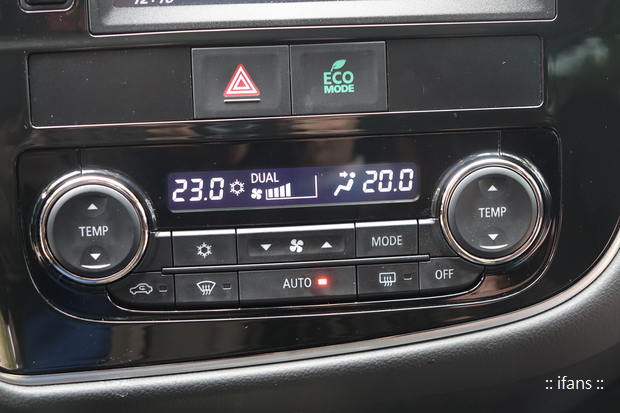 ECO
MODE
DUAL
23.0
20.0
TEMP
TEMP
MODE
AUTO
OFF
:: ifans ::